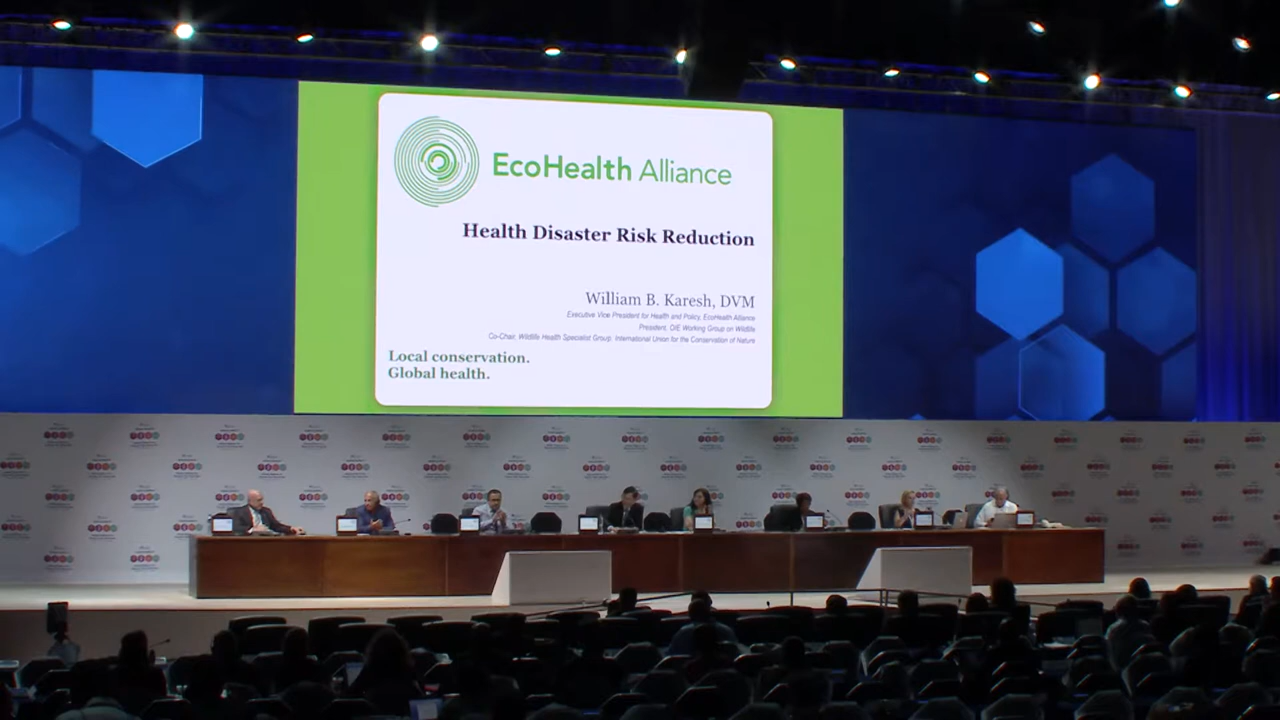 EcoHealth Alliance
Health Disaster Risk Reduction
William B. Karesh, DVM
Executive Vice President for Health and Policy, EcoHealth Alliance
President, OIE Working Group on Wildlife
Co-Chair, Wildlife Health Specialist Group, International Union for the Conservation of Nature
Local conservation.
Global health.